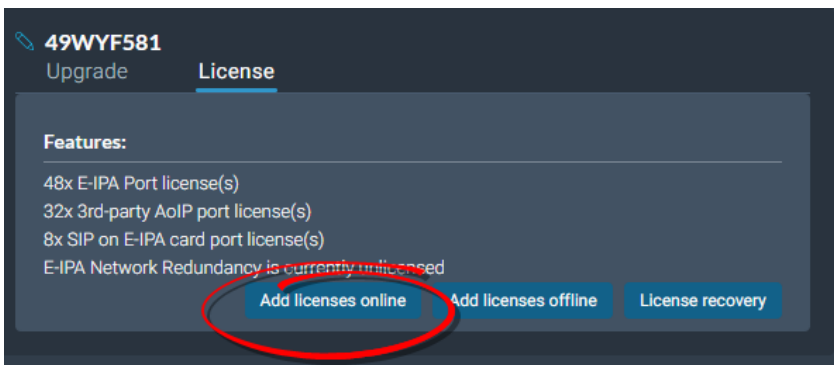 49WYF581
Upgrade License
Features:
48x E-IPA Port license(s)
32x 3rd-party AoIP port license(s)
8x SIP on E-IPA card port license(s)
E-IPA Network Redundancy is currently unlicensed
Add licenses online Add licenses offline License recovery